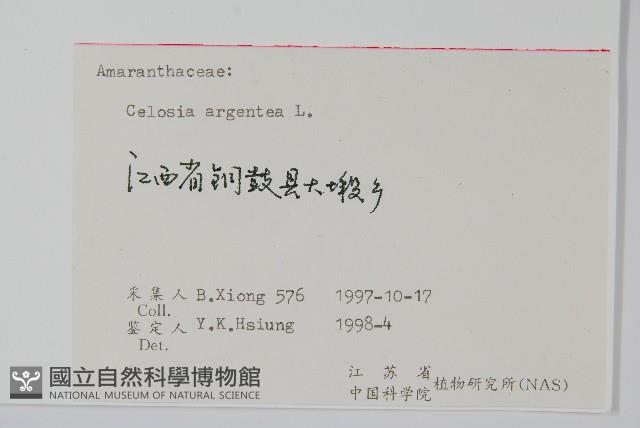 Amaranthaceae:
Celosia argentea L.
江西省铜鼓县大塅乡
采集人 B.Xiong 576 1997-10-17
Coll.
鉴定人 Y.K.Hsiung 1998-4
Det.
江苏省
中国科学院 植物研究所(NAS)
國立自然科學博物館
NATIONAL MUSEUM OF NATURAL SCIENCE